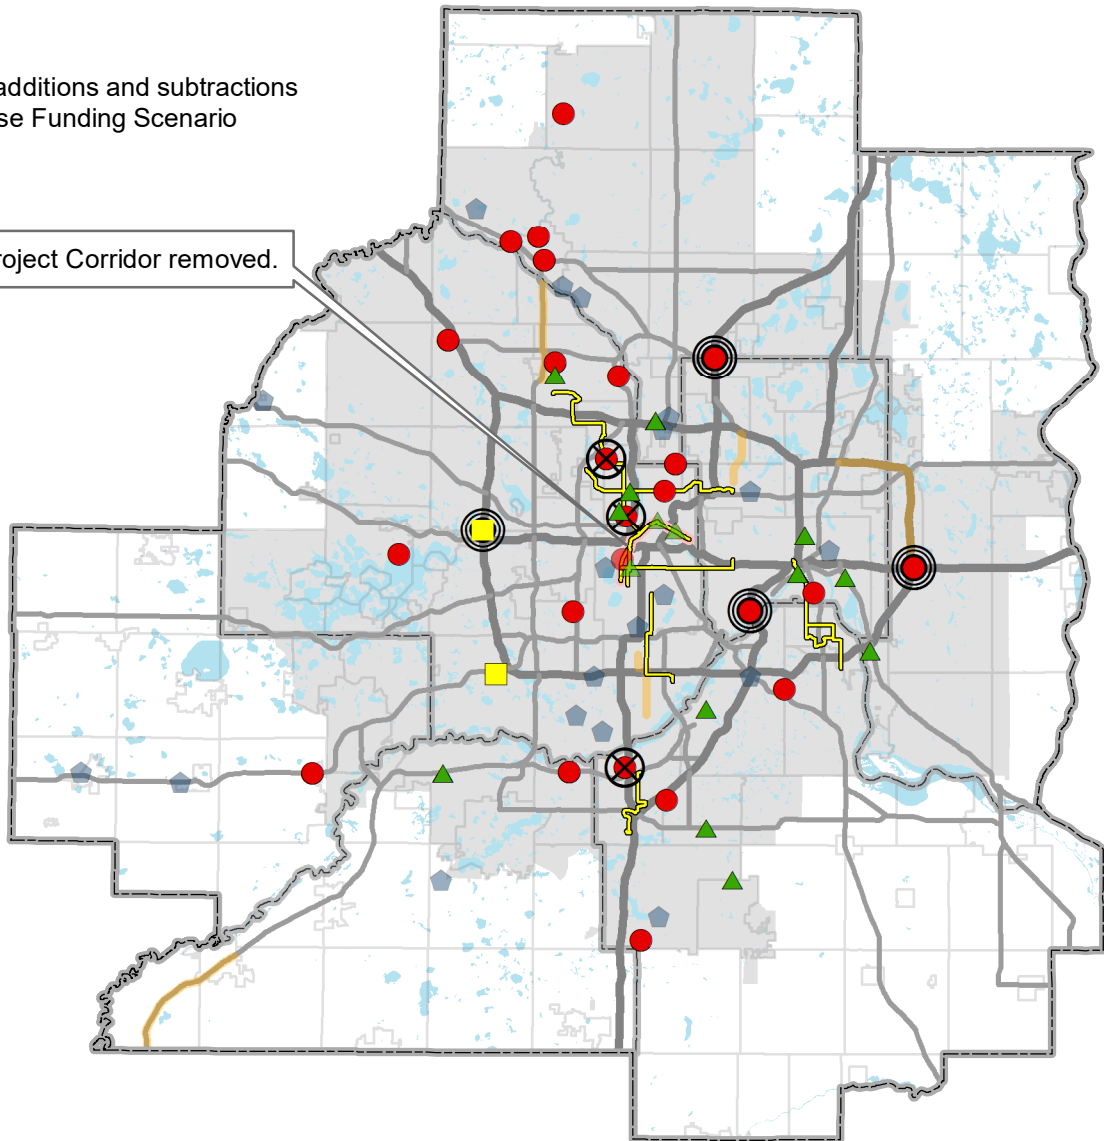 additions and subtractions
se Funding Scenario
roject Corridor removed.